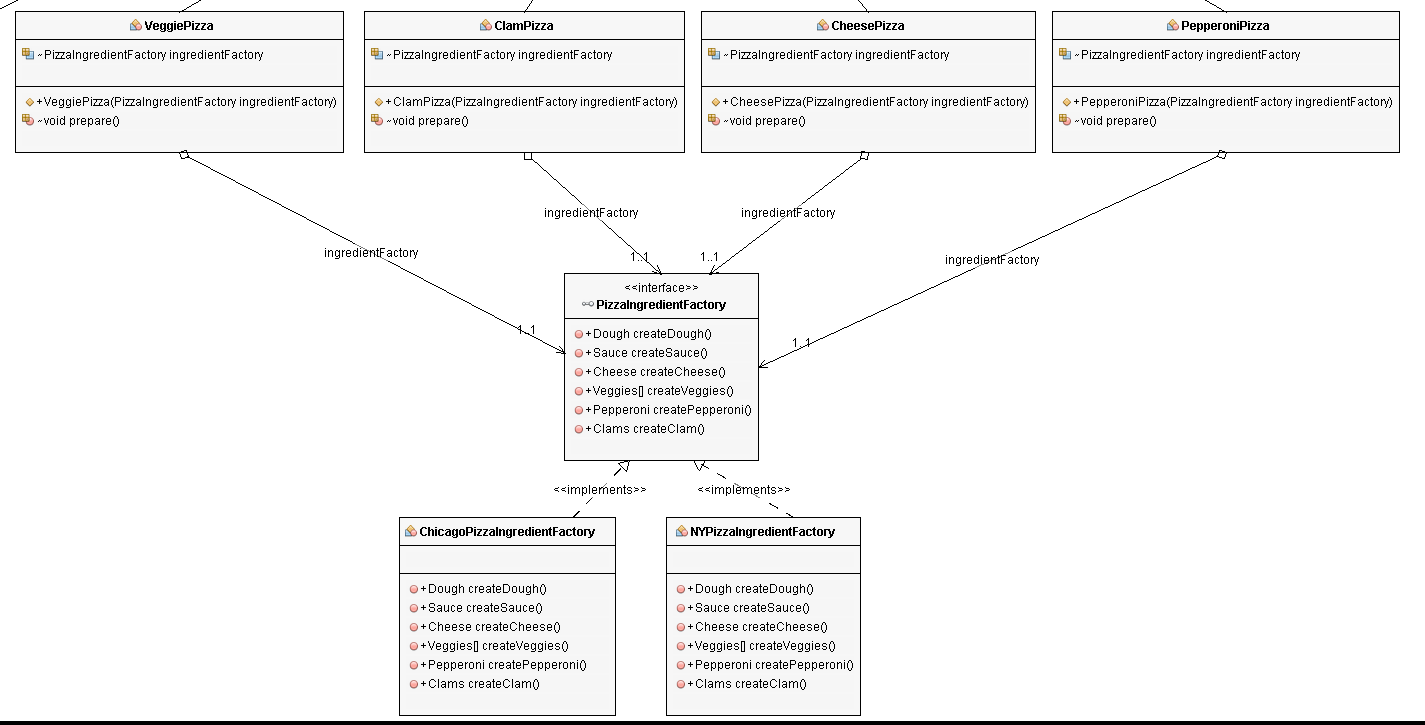 VeggiePizza
~PizzaIngredientFactory ingredientFactory
+VeggiePizza(PizzaIngredientFactory ingredientFactory)
~void prepare()
ClamPizza
~PizzaIngredientFactory ingredientFactory
+ClamPizza(PizzaIngredientFactory ingredientFactory)
~void prepare()
CheesePizza
~PizzaIngredientFactory ingredientFactory
+CheesePizza(PizzaIngredientFactory ingredientFactory)
~void prepare()
PepperoniPizza
~PizzaIngredientFactory ingredientFactory
+PepperoniPizza(PizzaIngredientFactory ingredientFactory)
~void prepare()
ingredientFactory
ingredientFactory
ingredientFactory
ingredientFactory
1..1
1..1
1..1
1..1
<<interface>>
PizzaIngredientFactory
+Dough createDough()
+Sauce createSauce()
+Cheese createCheese()
+Veggies[] createVeggies()
+Pepperoni createPepperoni()
+Clams createClam()
<<implements>>
<<implements>>
ChicagoPizzaIngredientFactory
+Dough createDough()
+Sauce createSauce()
+Cheese createCheese()
+Veggies[] createVeggies()
+Pepperoni createPepperoni()
+Clams createClam()
NYPizzaIngredientFactory
+Dough createDough()
+Sauce createSauce()
+Cheese createCheese()
+Veggies[] createVeggies()
+Pepperoni createPepperoni()
+Clams createClam()